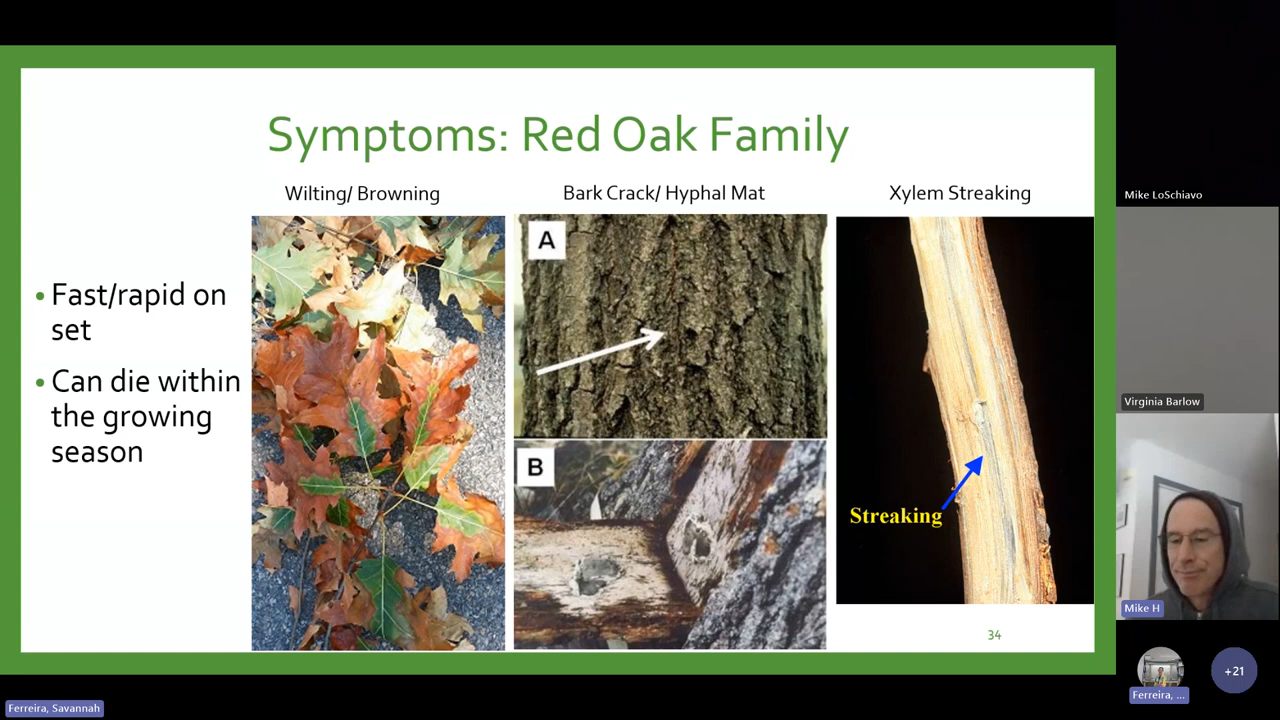 Symptoms: Red Oak Family
Wilting/ Browning
Bark Crack/ Hyphal Mat
Xylem Streaking
• Fast/rapid on
set
• Can die within
the growing
season
A
B
Streaking
34
Mike LoSchiavo
Virginia Barlow
Mike H
Ferreira, ...
+21
Ferreira, Savannah